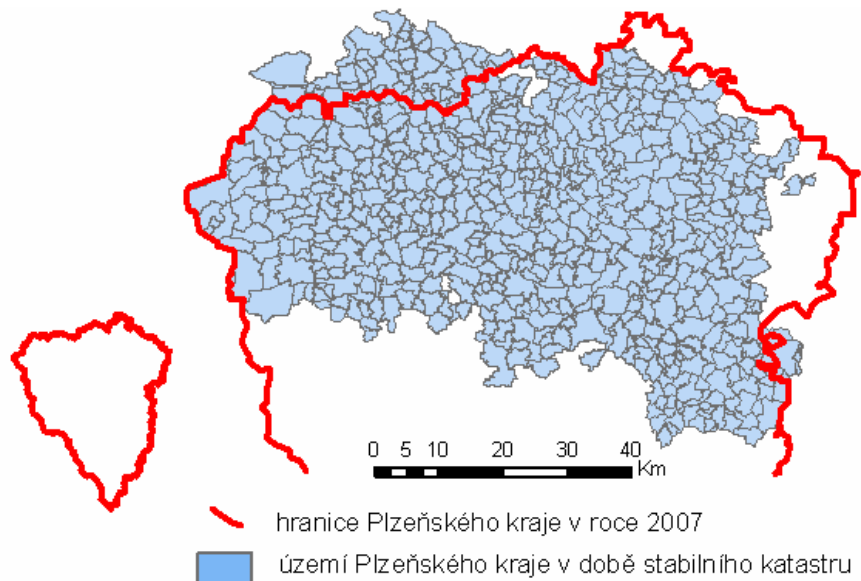 0 5 10 20 30 40
Km
hranice Plzeňského kraje v roce 2007
území Plzeňského kraje v době stabilního katastru